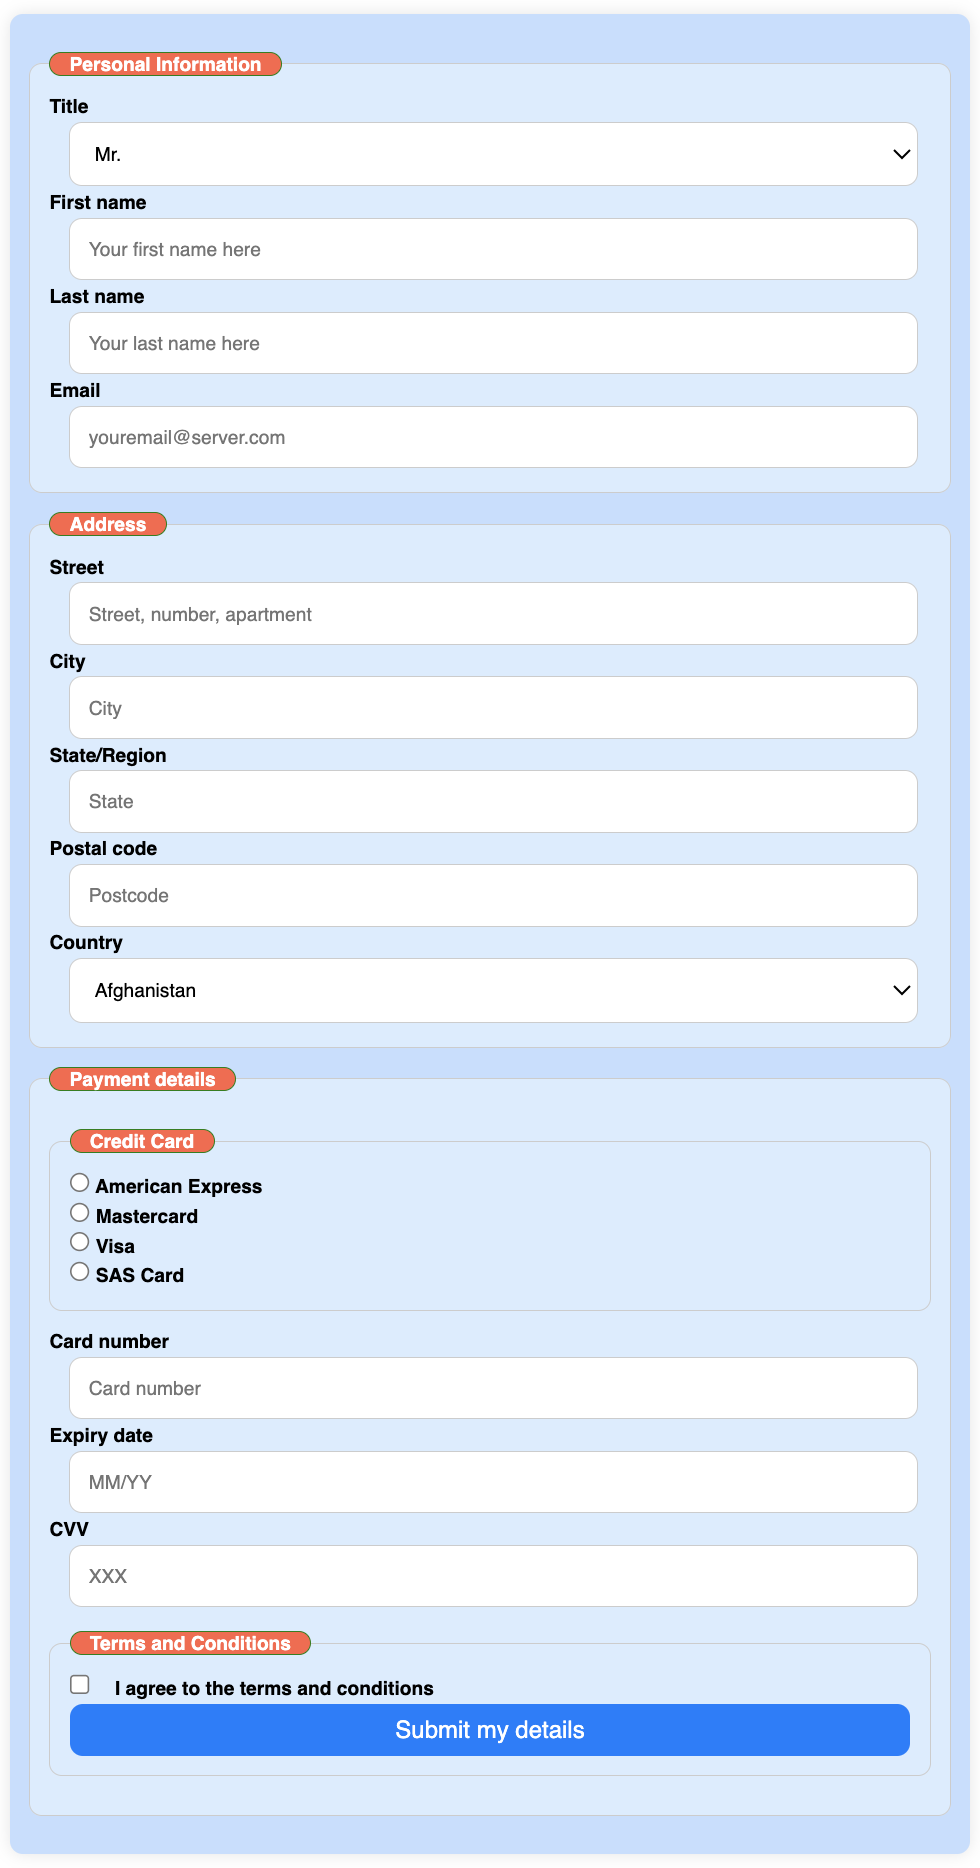 Personal Information
Title
Mr.
First name
Your first name here
Last name
Your last name here
Email
youremail@server.com
Address
Street
Street, number, apartment
City
City
State/Region
State
Postal code
Postcode
Country
Afghanistan
Payment details
Credit Card
American Express
Mastercard
Visa
SAS Card
Card number
Card number
Expiry date
MM/YY
CVV
XXX
Terms and Conditions
I agree to the terms and conditions
Submit my details